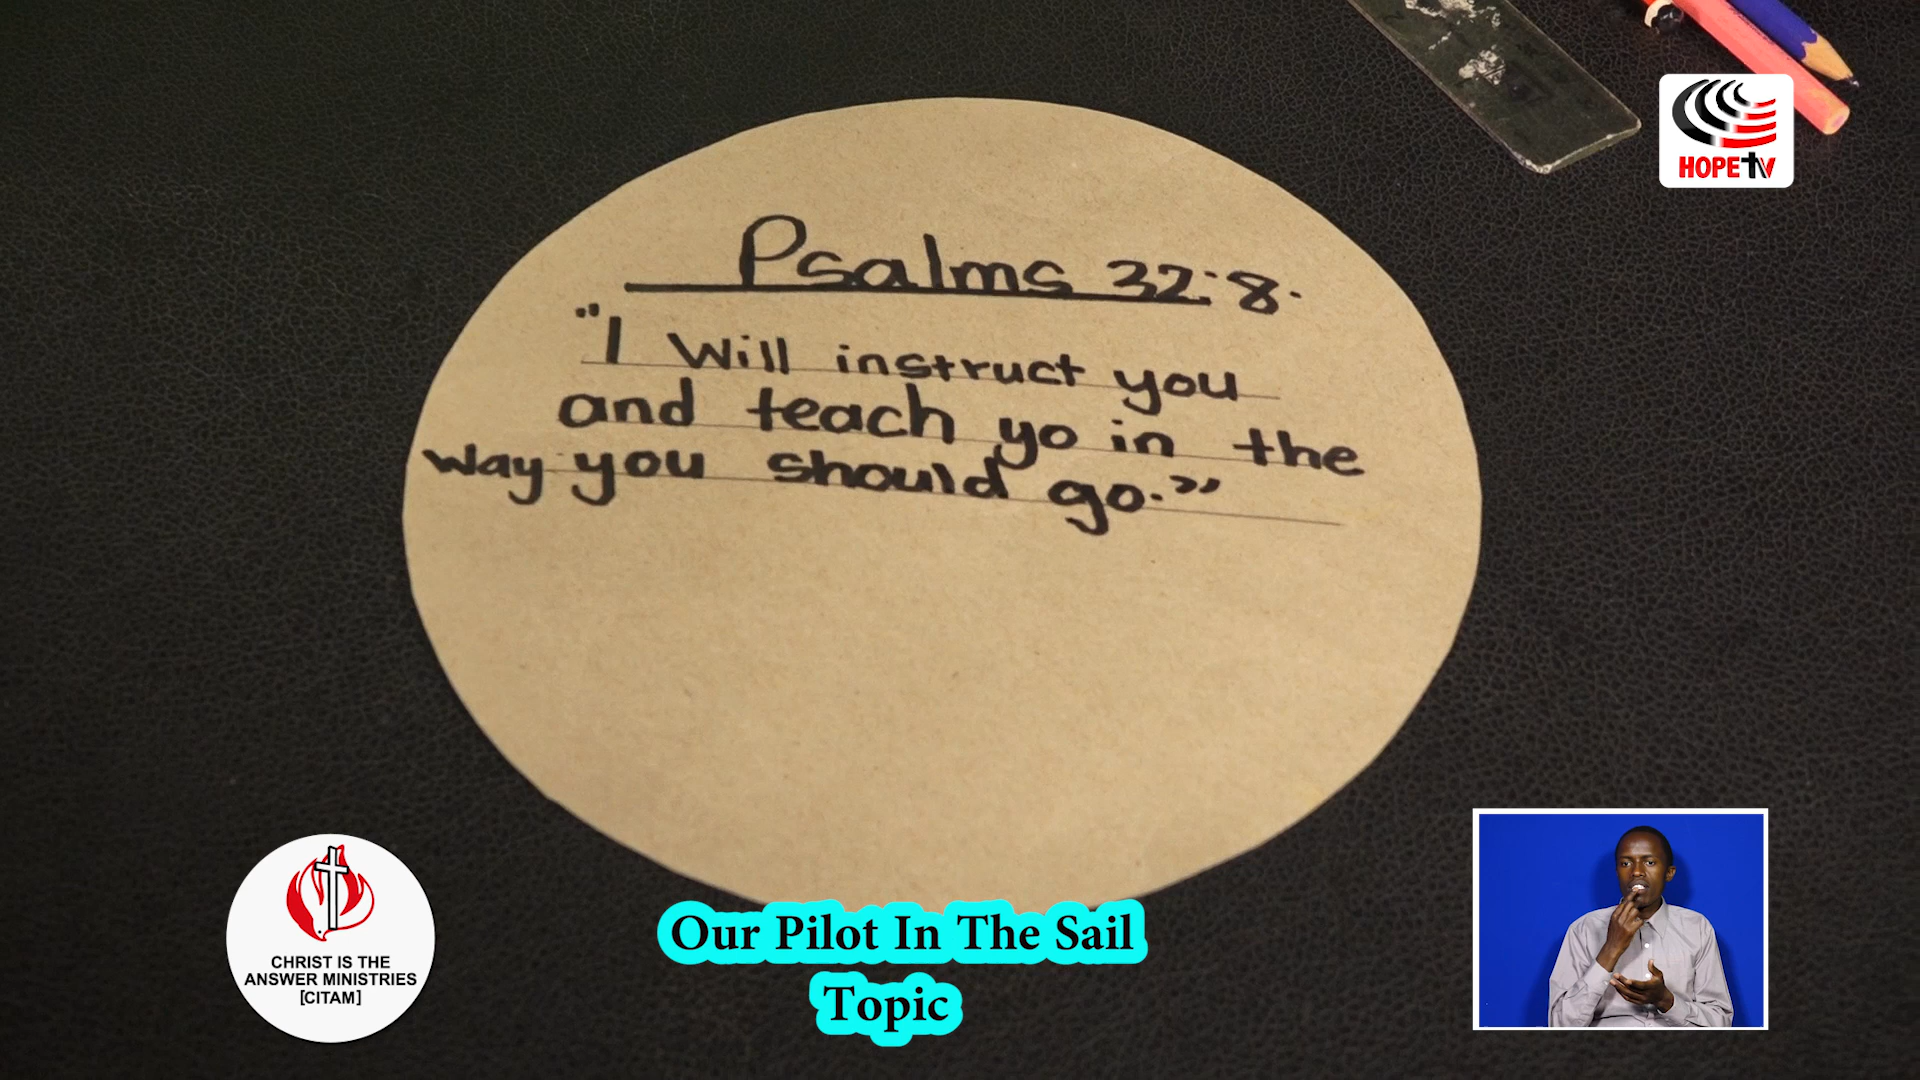 HOPE TV
Psalms 32:8.
"I Will instruct you
and teach yo in the
way you should go."
Our Pilot In The Sail
Topic
CHRIST IS THE
ANSWER MINISTRIES
[CITAM]